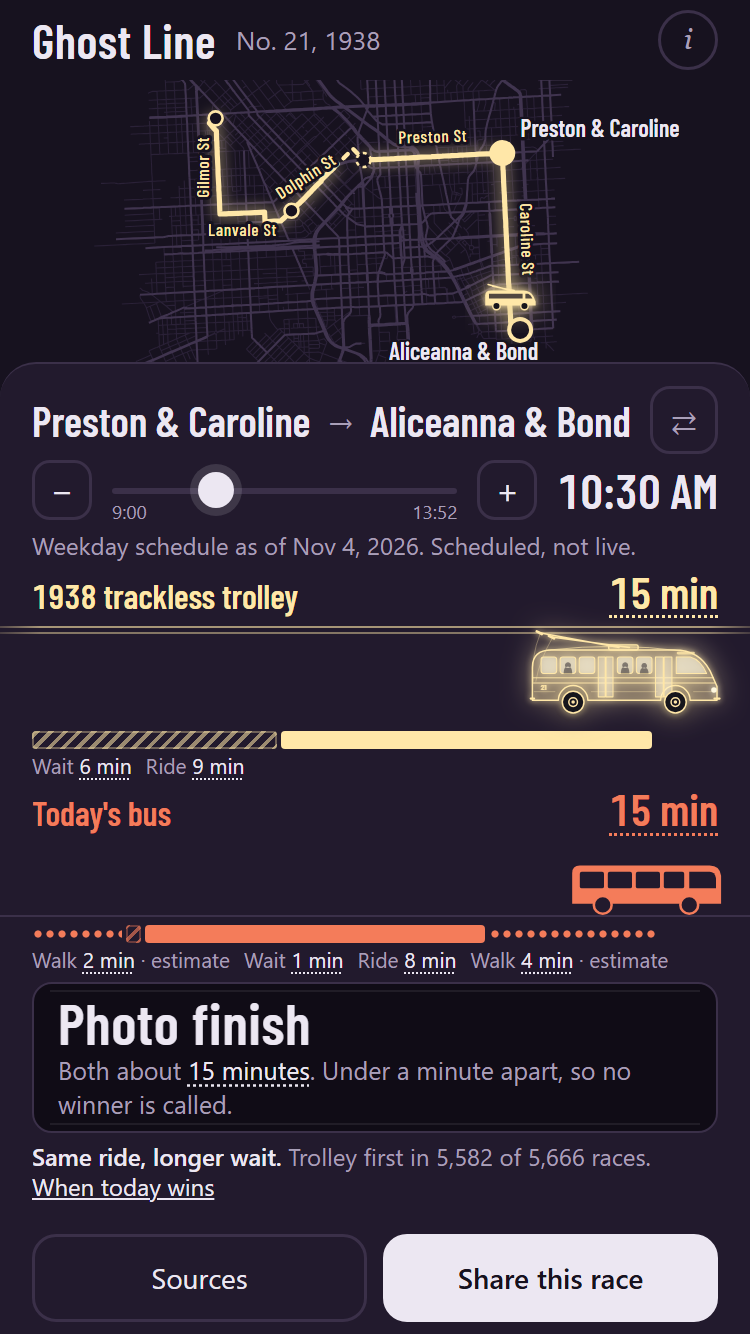 Ghost Line No. 21, 1938 i
Preston & Caroline
Preston St
Gilmor St
Dolphin St
Lanvale St
Caroline St
Aliceanna & Bond
Preston & Caroline → Aliceanna & Bond ⇄
− + 10:30 AM
9:00 13:52
Weekday schedule as of Nov 4, 2026. Scheduled, not live.
1938 trackless trolley 15 min
21
Wait 6 min Ride 9 min
Today's bus 15 min
Walk 2 min · estimate Wait 1 min Ride 8 min Walk 4 min · estimate
Photo finish
Both about 15 minutes. Under a minute apart, so no
winner is called.
Same ride, longer wait. Trolley first in 5,582 of 5,666 races.
When today wins
Sources Share this race